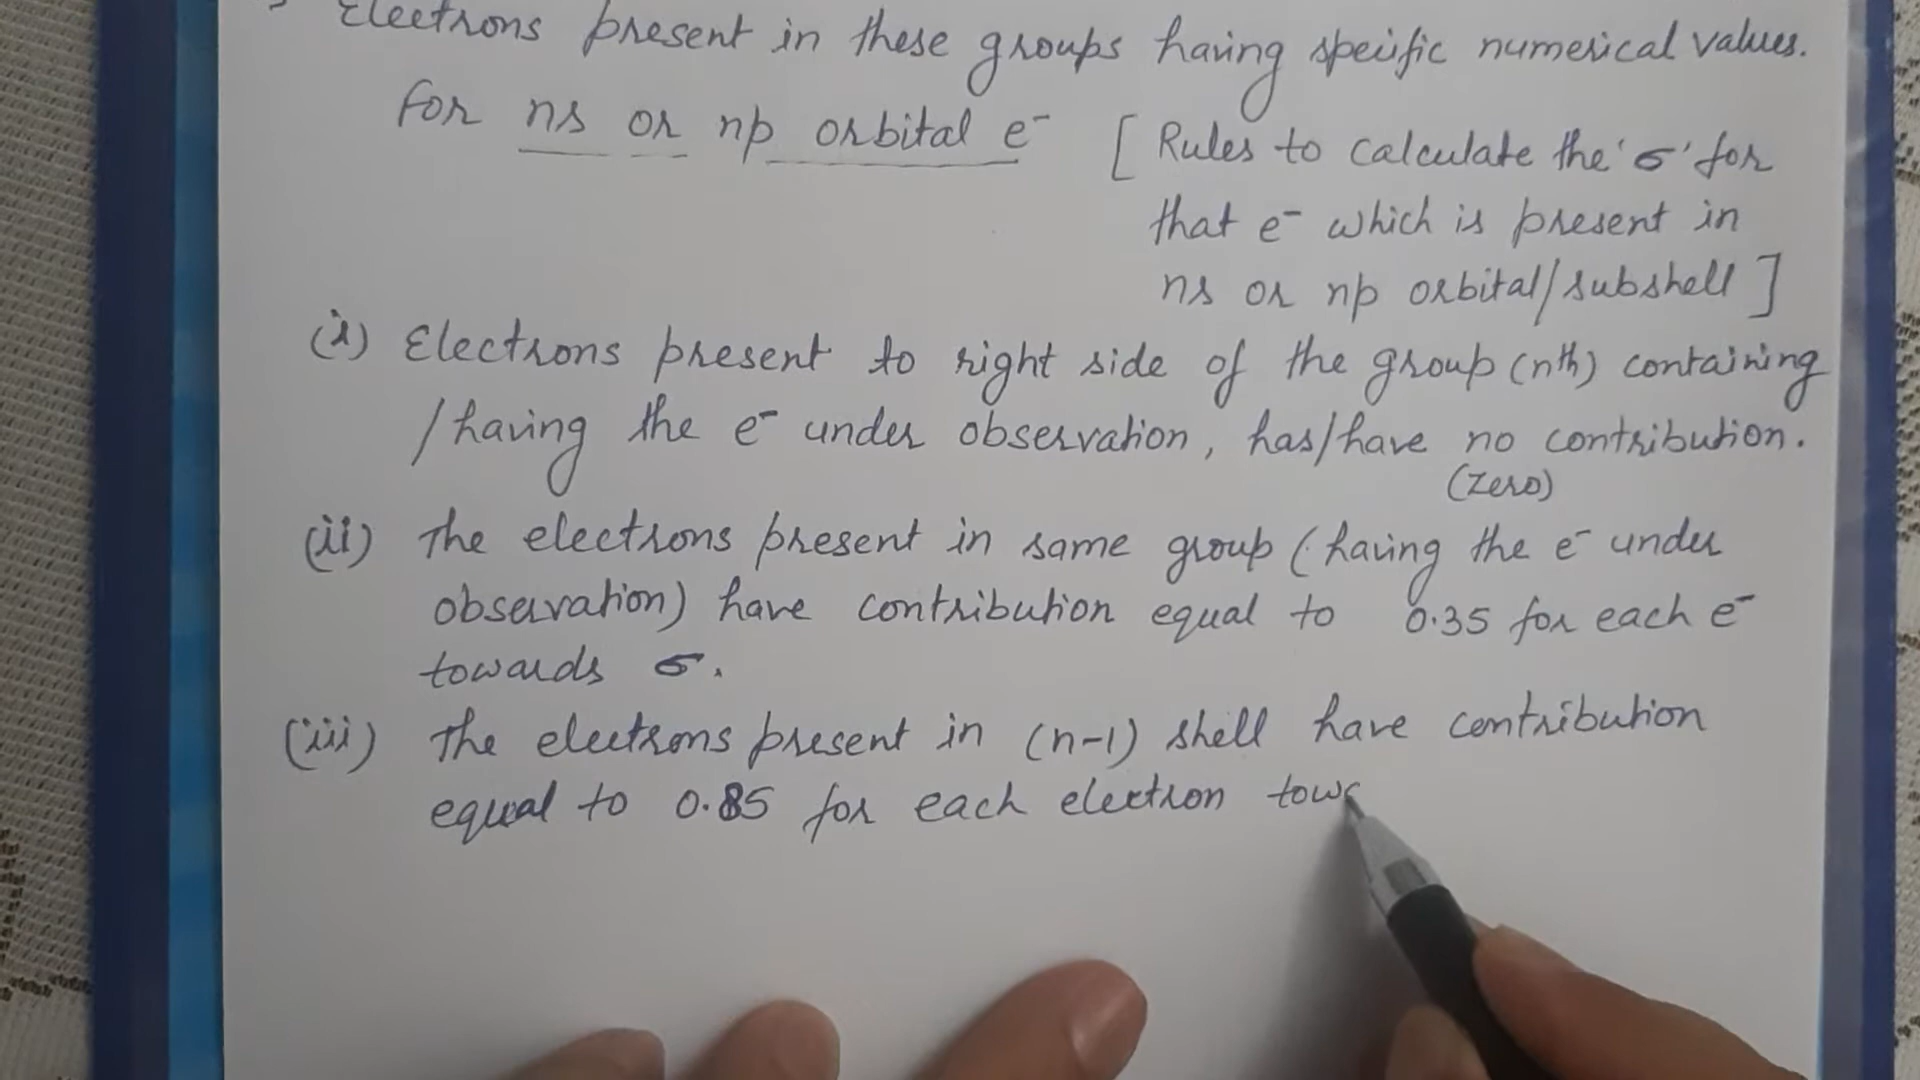 Electrons present in these groups having specific numerical values.
For ns or np orbital e⁻ [Rules to calculate the 'σ' for
that e⁻ which is present in
ns or np orbital/subshell]
(i) Electrons present to right side of the group (nth) containing
/having the e⁻ under observation, has/have no contribution.
(zero)
(ii) The electrons present in same group (having the e⁻ under
observation) have contribution equal to 0.35 for each e⁻
towards σ.
(iii) The electrons present in (n-1) shell have contribution
equal to 0.85 for each electron towa